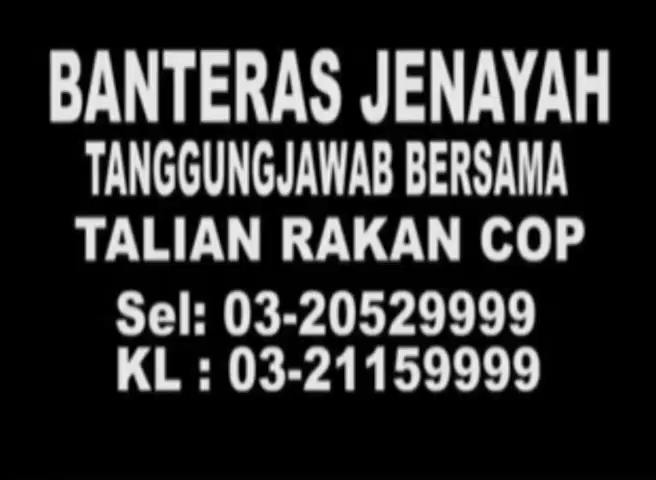 BANTERAS JENAYAH
TANGGUNGJAWAB BERSAMA
TALIAN RAKAN COP
Sel: 03-20529999
KL : 03-21159999